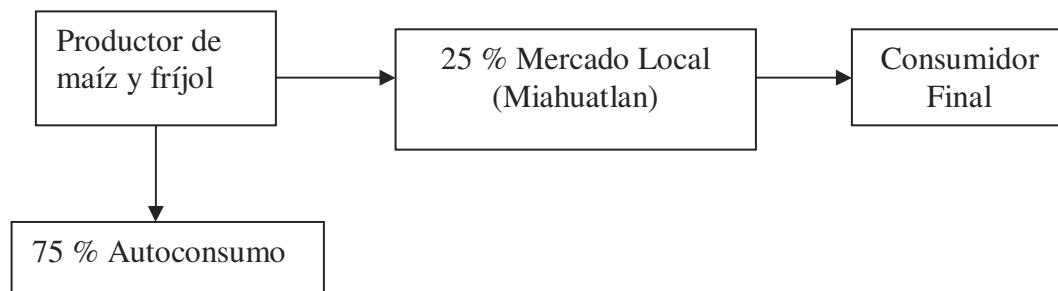 Productor de
maíz y fríjol
25 % Mercado Local
(Miahuatlan)
Consumidor
Final
75 % Autoconsumo